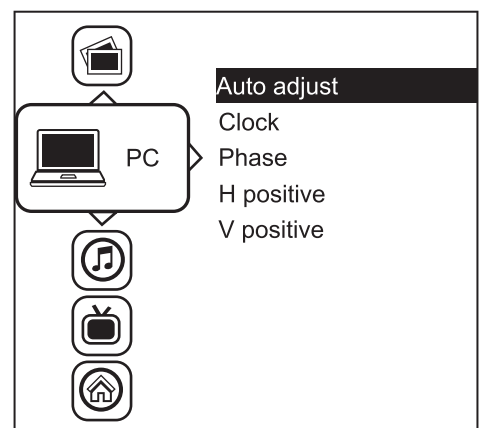 PC
Auto adjust
Clock
Phase
H positive
V positive